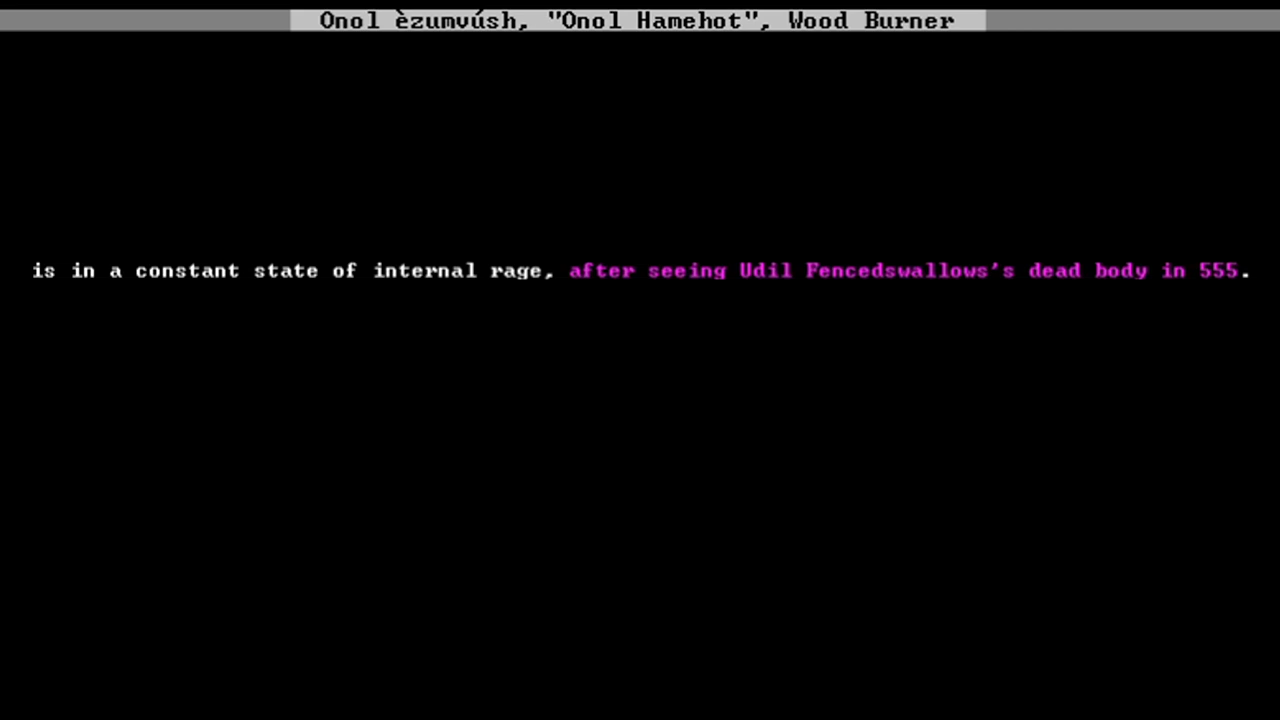 Onol èzumvúsh, "Onol Hamehot", Wood Burner
is in a constant state of internal rage, after seeing Udil Fencedswallows's dead body in 555.